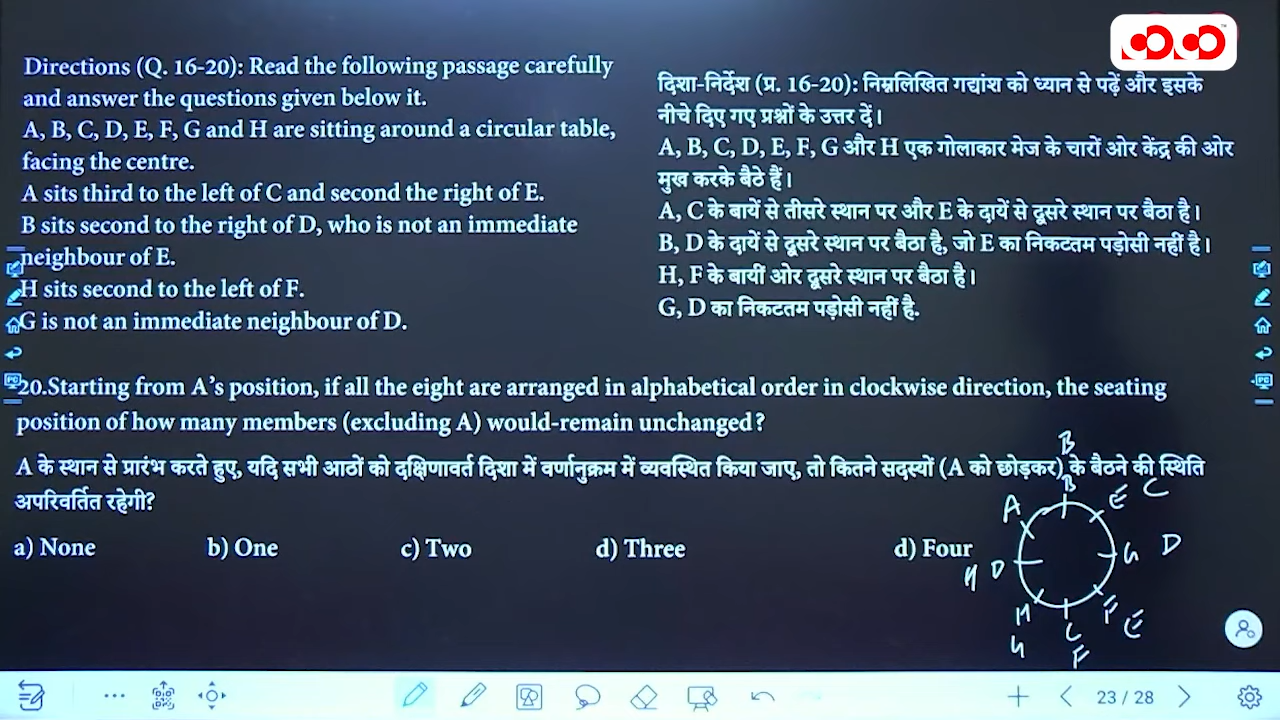 Directions (Q. 16-20): Read the following passage carefully
and answer the questions given below it.
A, B, C, D, E, F, G and H are sitting around a circular table,
facing the centre.
A sits third to the left of C and second the right of E.
B sits second to the right of D, who is not an immediate
neighbour of E.
H sits second to the left of F.
G is not an immediate neighbour of D.
दिशा-निर्देश (प्र. 16-20): निम्नलिखित गद्यांश को ध्यान से पढ़ें और इसके
नीचे दिए गए प्रश्नों के उत्तर दें।
A, B, C, D, E, F, G और H एक गोलाकार मेज के चारों ओर केंद्र की ओर
मुख करके बैठे हैं।
A, C के बायें से तीसरे स्थान पर और E के दायें से दूसरे स्थान पर बैठा है।
B, D के दायें से दूसरे स्थान पर बैठा है, जो E का निकटतम पड़ोसी नहीं है।
H, F के बायीं ओर दूसरे स्थान पर बैठा है।
G, D का निकटतम पड़ोसी नहीं है.
20.Starting from A's position, if all the eight are arranged in alphabetical order in clockwise direction, the seating
position of how many members (excluding A) would-remain unchanged?
A के स्थान से प्रारंभ करते हुए, यदि सभी आठों को दक्षिणावर्त दिशा में वर्णानुक्रम में व्यवस्थित किया जाए, तो कितने सदस्यों (A को छोड़कर) के बैठने की स्थिति
अपरिवर्तित रहेगी?
a) None b) One c) Two d) Three d) Four
B
B
A E C
H D G D
H F E
G C
F
23 / 28